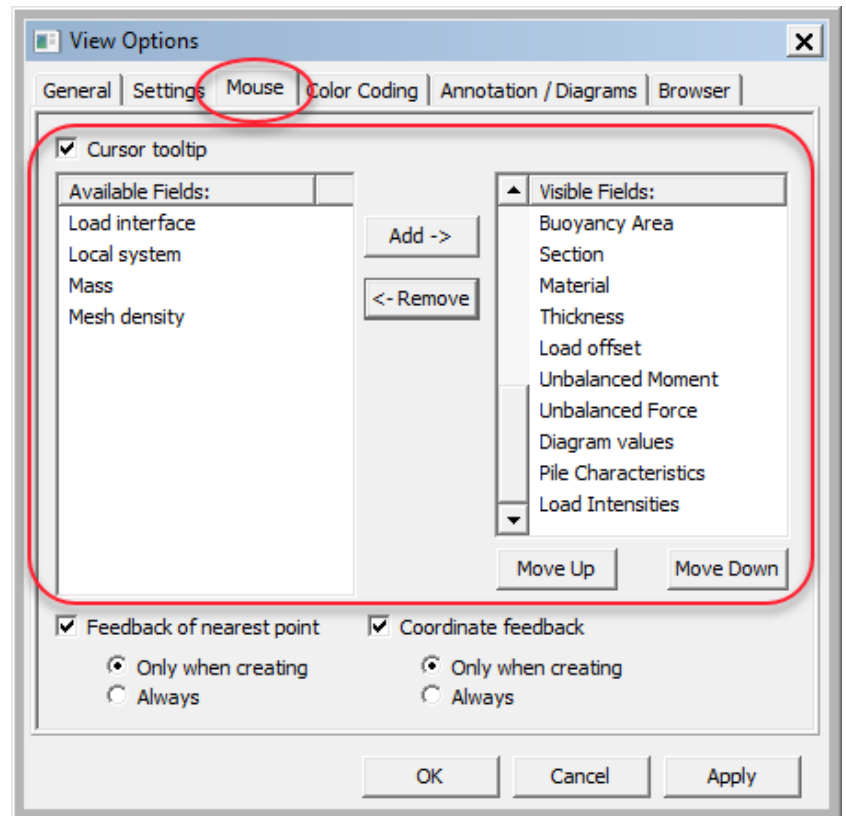 View Options
General Settings Mouse Color Coding Annotation / Diagrams Browser
Cursor tooltip
Available Fields:
Load interface
Local system
Mass
Mesh density
Add ->
<- Remove
Visible Fields:
Buoyancy Area
Section
Material
Thickness
Load offset
Unbalanced Moment
Unbalanced Force
Diagram values
Pile Characteristics
Load Intensities
Move Up Move Down
Feedback of nearest point
Only when creating
Always
Coordinate feedback
Only when creating
Always
OK Cancel Apply